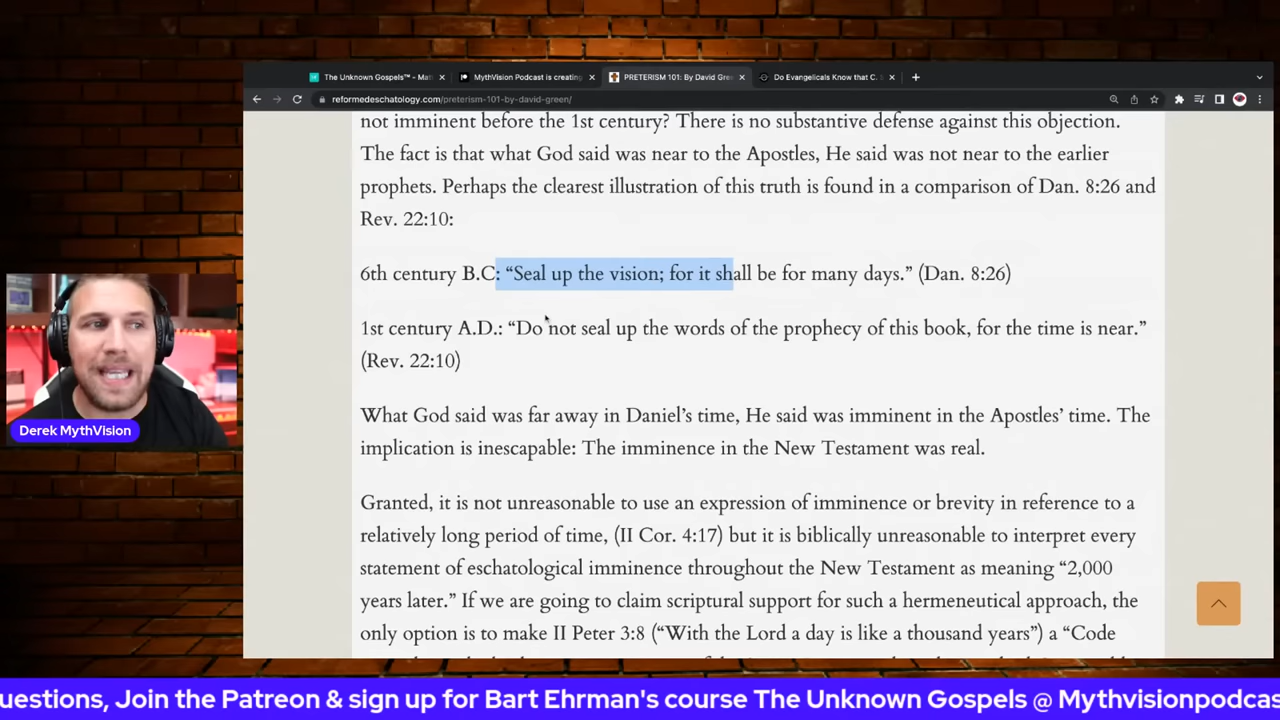 The Unknown Gospels™ - Mat
MythVision Podcast is creating
PRETERISM 101: By David Gree
Do Evangelicals Know that C. S
reformedeschatology.com/preterism-101-by-david-green/
not imminent before the 1st century? There is no substantive defense against this objection.
The fact is that what God said was near to the Apostles, He said was not near to the earlier
prophets. Perhaps the clearest illustration of this truth is found in a comparison of Dan. 8:26 and
Rev. 22:10:
6th century B.C: “Seal up the vision; for it shall be for many days.” (Dan. 8:26)
1st century A.D.: “Do not seal up the words of the prophecy of this book, for the time is near.”
(Rev. 22:10)
What God said was far away in Daniel’s time, He said was imminent in the Apostles’ time. The
implication is inescapable: The imminence in the New Testament was real.
Granted, it is not unreasonable to use an expression of imminence or brevity in reference to a
relatively long period of time, (II Cor. 4:17) but it is biblically unreasonable to interpret every
statement of eschatological imminence throughout the New Testament as meaning “2,000
years later.” If we are going to claim scriptural support for such a hermeneutical approach, the
only option is to make II Peter 3:8 (“With the Lord a day is like a thousand years”) a “Code
Derek MythVision
uestions, Join the Patreon & sign up for Bart Ehrman's course The Unknown Gospels @ Mythvisionpodcas